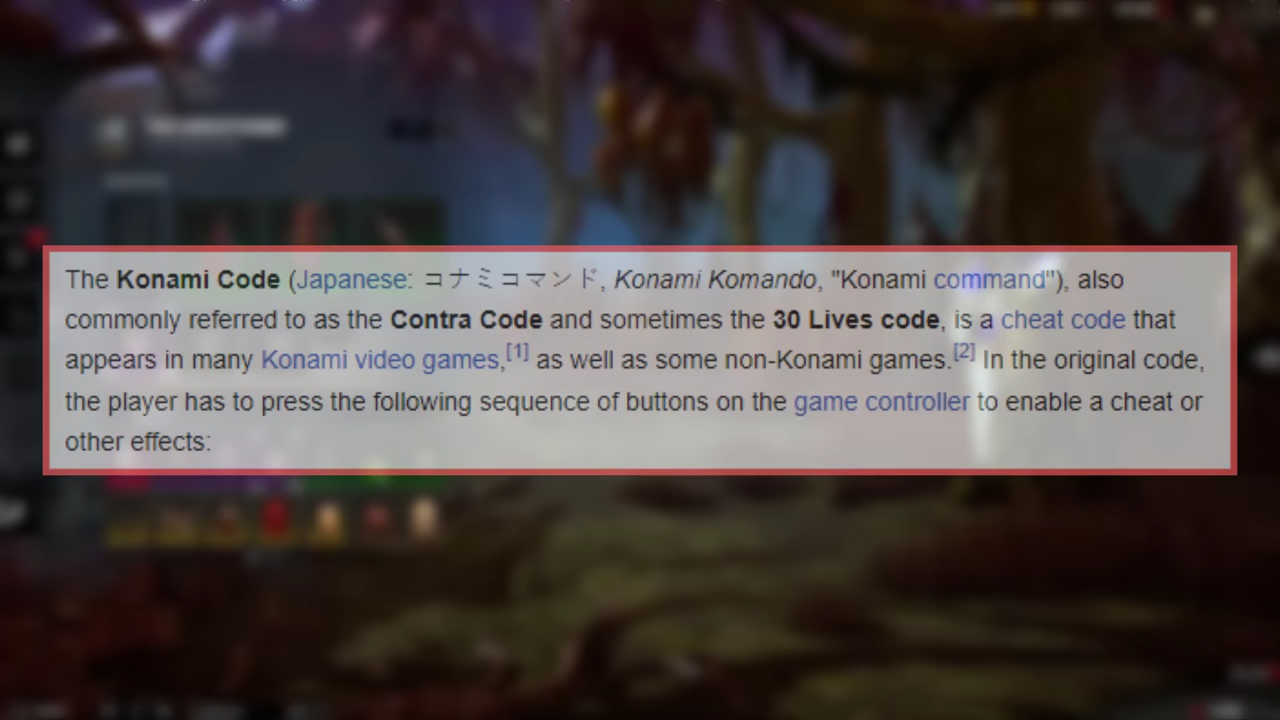 The Konami Code (Japanese: コナミコマンド, Konami Komando, "Konami command"), also
commonly referred to as the Contra Code and sometimes the 30 Lives code, is a cheat code that
appears in many Konami video games,[1] as well as some non-Konami games.[2] In the original code,
the player has to press the following sequence of buttons on the game controller to enable a cheat or
other effects: